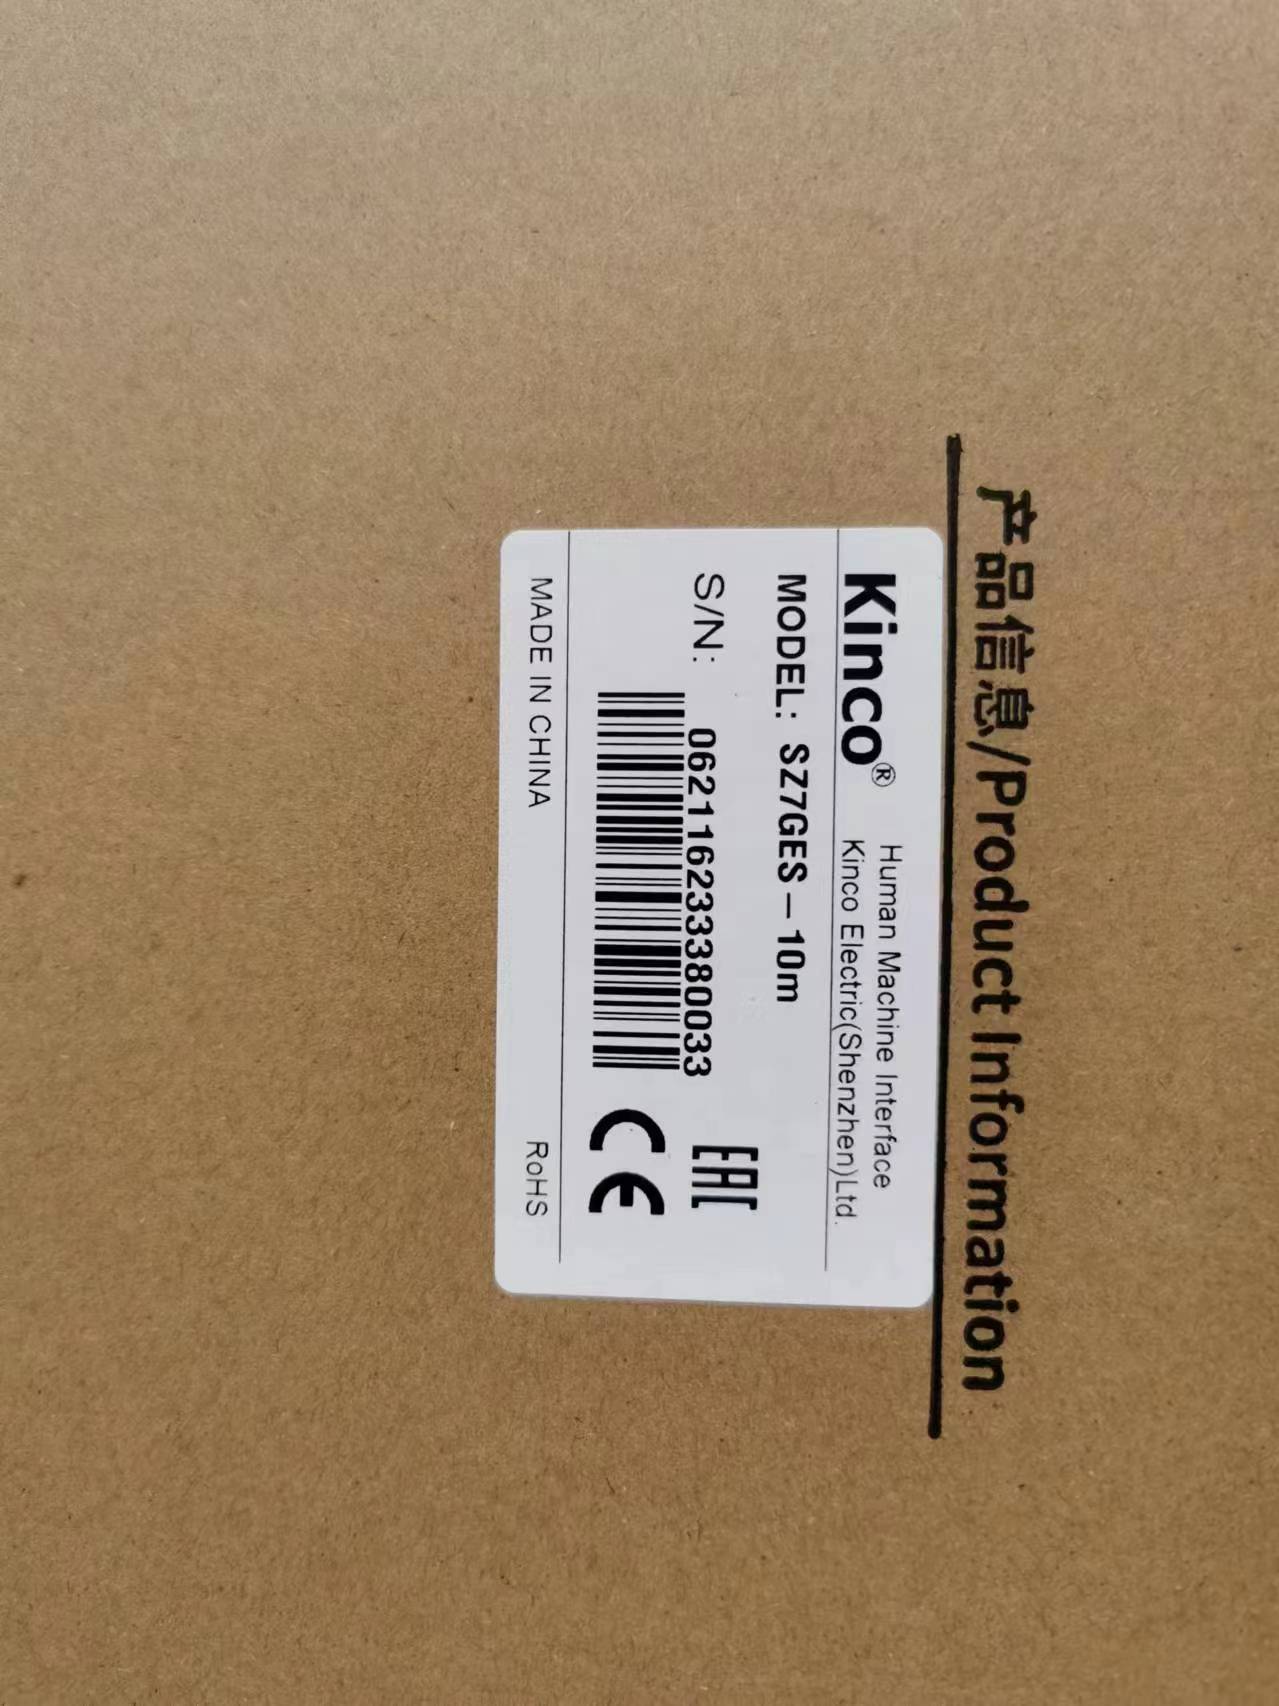 产品信息/Product Information
Kinco® Human Machine Interface
Kinco Electric(Shenzhen)Ltd.
MODEL: SZ7GES-10m
S/N: 0621162333380033
EAC
CE
MADE IN CHINA RoHS